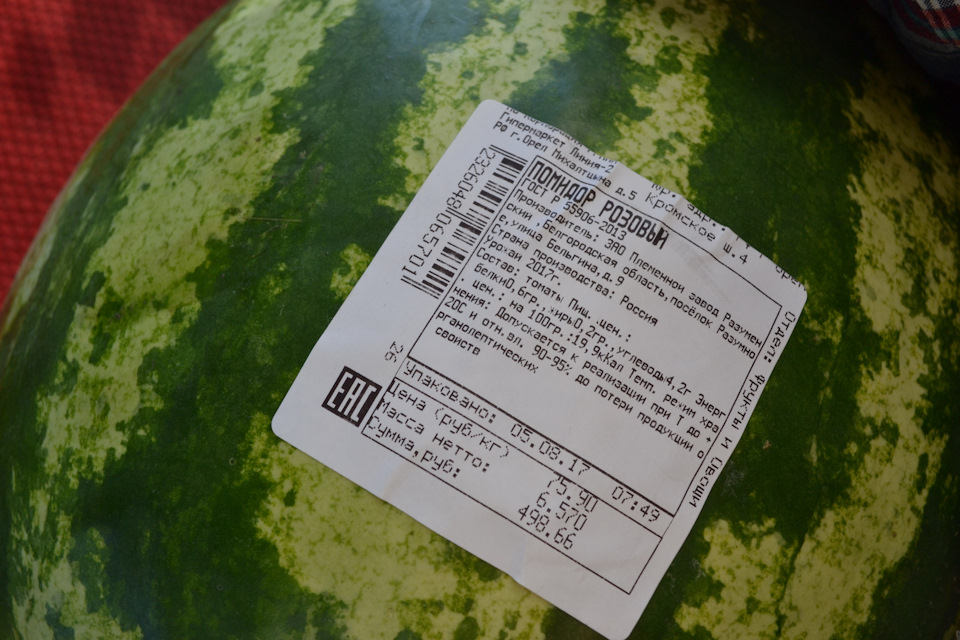 Гипермаркет Линия-2
РФ г.Орел Михалицына д.5 Кромское ш.4
ПОМИДОР РОЗОВЫЙ
ГОСТ Р 55906-2013
Производитель: ЗАО Племенной завод Разумен
ский ,Белгородская область,посёлок Разумно
е,улица Бельгина,д. 9
Страна производства: Россия
Урожай 2017г.
Состав: томаты Пищ. цен.:
белки0,6гр.,жиры0,2гр.,углеводы4,2г Энерг
. цен.: на 100гр.:19,9кКал Темп. режим хра
нения: Допускается к реализации при Т до +
20С и отн.вл. 90-95% до потери продукции о
рганолептических
свойств
Отдел: Фрукты и Овощи
2326048065701
26
EAC
Упаковано: 05.08.17 07:49
Цена (руб/кг) 75.90
Масса нетто: 6.570
Сумма,руб: 498.66